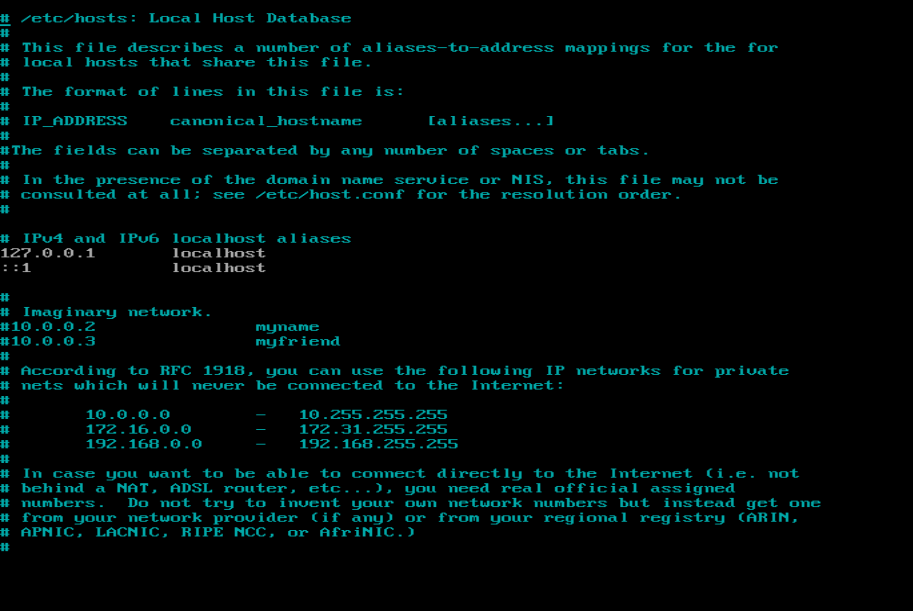 # /etc/hosts: Local Host Database
#
# This file describes a number of aliases-to-address mappings for the for
# local hosts that share this file.
#
# The format of lines in this file is:
#
# IP_ADDRESS    canonical_hostname      [aliases...]
#
#The fields can be separated by any number of spaces or tabs.
#
# In the presence of the domain name service or NIS, this file may not be
# consulted at all; see /etc/host.conf for the resolution order.
#

# IPv4 and IPv6 localhost aliases
127.0.0.1       localhost
::1             localhost

#
# Imaginary network.
#10.0.0.2               myname
#10.0.0.3               myfriend
#
# According to RFC 1918, you can use the following IP networks for private
# nets which will never be connected to the Internet:
#
#       10.0.0.0        -   10.255.255.255
#       172.16.0.0      -   172.31.255.255
#       192.168.0.0     -   192.168.255.255
#
# In case you want to be able to connect directly to the Internet (i.e. not
# behind a NAT, ADSL router, etc...), you need real official assigned
# numbers.  Do not try to invent your own network numbers but instead get one
# from your network provider (if any) or from your regional registry (ARIN,
# APNIC, LACNIC, RIPE NCC, or AfriNIC.)
#